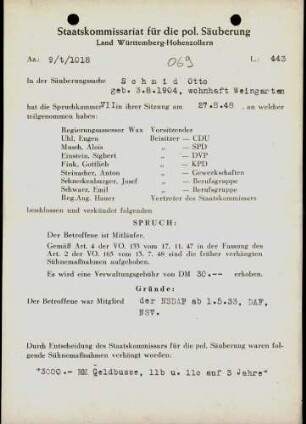 Staatskommissariat für die pol. Säuberung
Land Württemberg-Hohenzollern
Az.: 9/t/1018 069 L.: 443
In der Säuberungssache S c h m i d Otto
geb. 3.8.1904, wohnhaft Weingarten
hat die Spruchkammer VII in ihrer Sitzung am 27.8.48 , an welcher
teilgenommen haben:
Regierungsassessor Wax Vorsitzender
Uhl, Eugen Beisitzer — CDU
Musch, Alois „ — SPD
Einstein, Sigbert „ — DVP
Fink, Gottlieb „ — KPD
Steinacher, Anton „ — Gewerkschaften
Schneckenburger, Josef „ — Berufsgruppe
Schwarz, Emil „ — Berufsgruppe
Reg.Ang. Hauer Vertreter des Staatskommissars
beschlossen und verkündet folgenden
SPRUCH:
Der Betroffene ist Mitläufer.
Gemäß Art. 4 der VO. 133 vom 17. 11. 47 in der Fassung des
Art. 2 der VO. 165 vom 13. 7. 48 sind die früher verhängten
Sühnemaßnahmen aufgehoben.
Es wird eine Verwaltungsgebühr von DM 30.-- erhoben.
Gründe:
Der Betroffene war Mitglied der NSDAP ab 1.5.33, DAF,
NSV.
Durch Entscheidung des Staatskommissars für die pol. Säuberung waren fol-
gende Sühnemaßnahmen verhängt worden:
"3000.- RM Geldbusse, 11b u. 11c auf 3 Jahre"